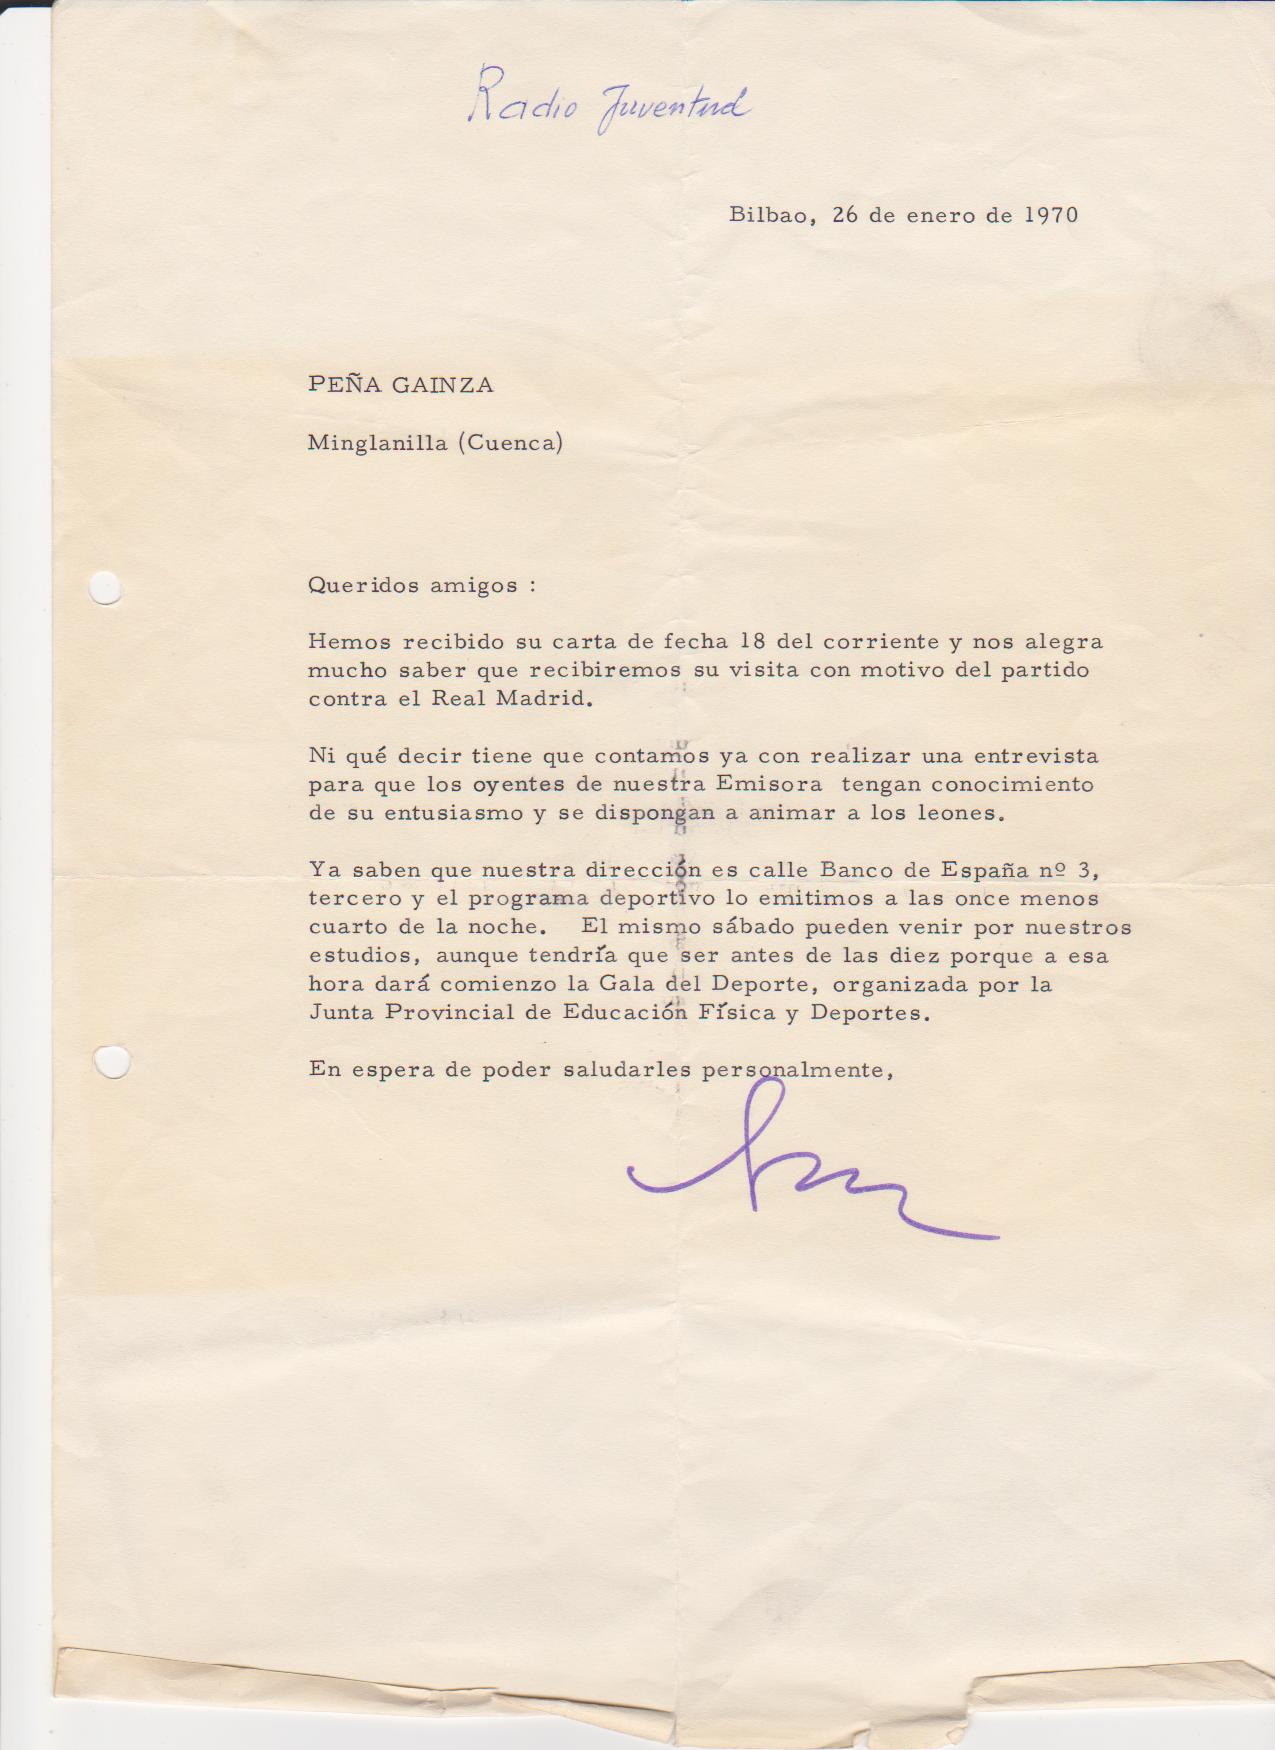 Radio Juventud
Bilbao, 26 de enero de 1970
PEÑA GAINZA
Minglanilla (Cuenca)
Queridos amigos :
Hemos recibido su carta de fecha 18 del corriente y nos alegra
mucho saber que recibiremos su visita con motivo del partido
contra el Real Madrid.
Ni qué decir tiene que contamos ya con realizar una entrevista
para que los oyentes de nuestra Emisora tengan conocimiento
de su entusiasmo y se dispongan a animar a los leones.
Ya saben que nuestra dirección es calle Banco de España nº 3,
tercero y el programa deportivo lo emitimos a las once menos
cuarto de la noche. El mismo sábado pueden venir por nuestros
estudios, aunque tendría que ser antes de las diez porque a esa
hora dará comienzo la Gala del Deporte, organizada por la
Junta Provincial de Educación Física y Deportes.
En espera de poder saludarles personalmente,